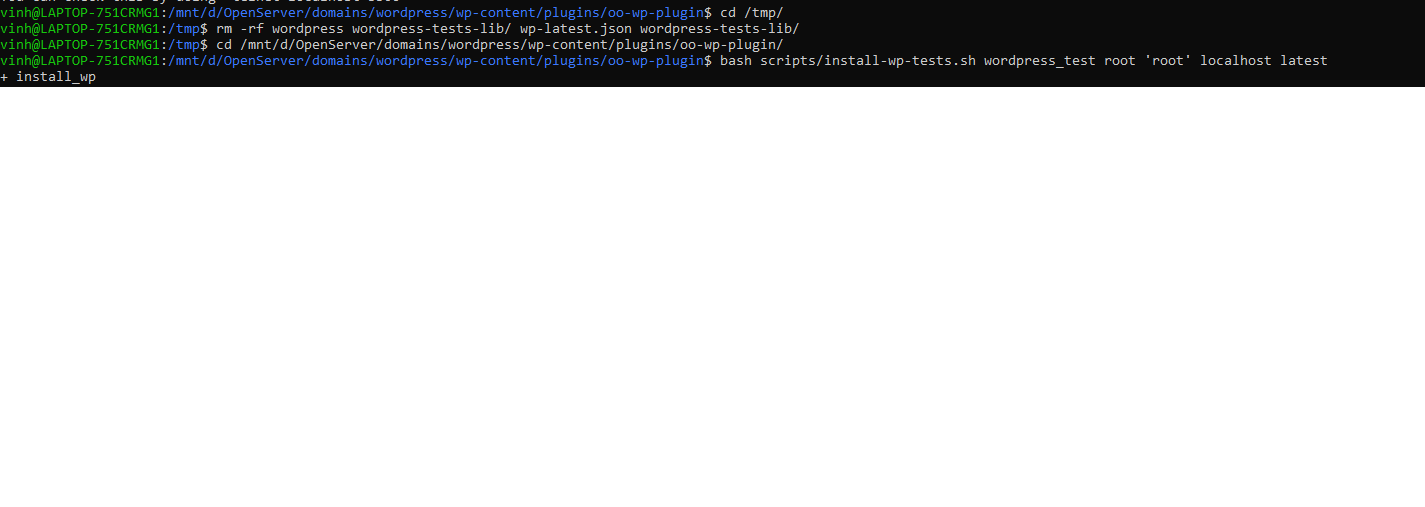 vinh@LAPTOP-751CRMG1:/mnt/d/OpenServer/domains/wordpress/wp-content/plugins/oo-wp-plugin$ cd /tmp/
vinh@LAPTOP-751CRMG1:/tmp$ rm -rf wordpress wordpress-tests-lib/ wp-latest.json wordpress-tests-lib/
vinh@LAPTOP-751CRMG1:/tmp$ cd /mnt/d/OpenServer/domains/wordpress/wp-content/plugins/oo-wp-plugin/
vinh@LAPTOP-751CRMG1:/mnt/d/OpenServer/domains/wordpress/wp-content/plugins/oo-wp-plugin$ bash scripts/install-wp-tests.sh wordpress_test root 'root' localhost latest
+ install_wp